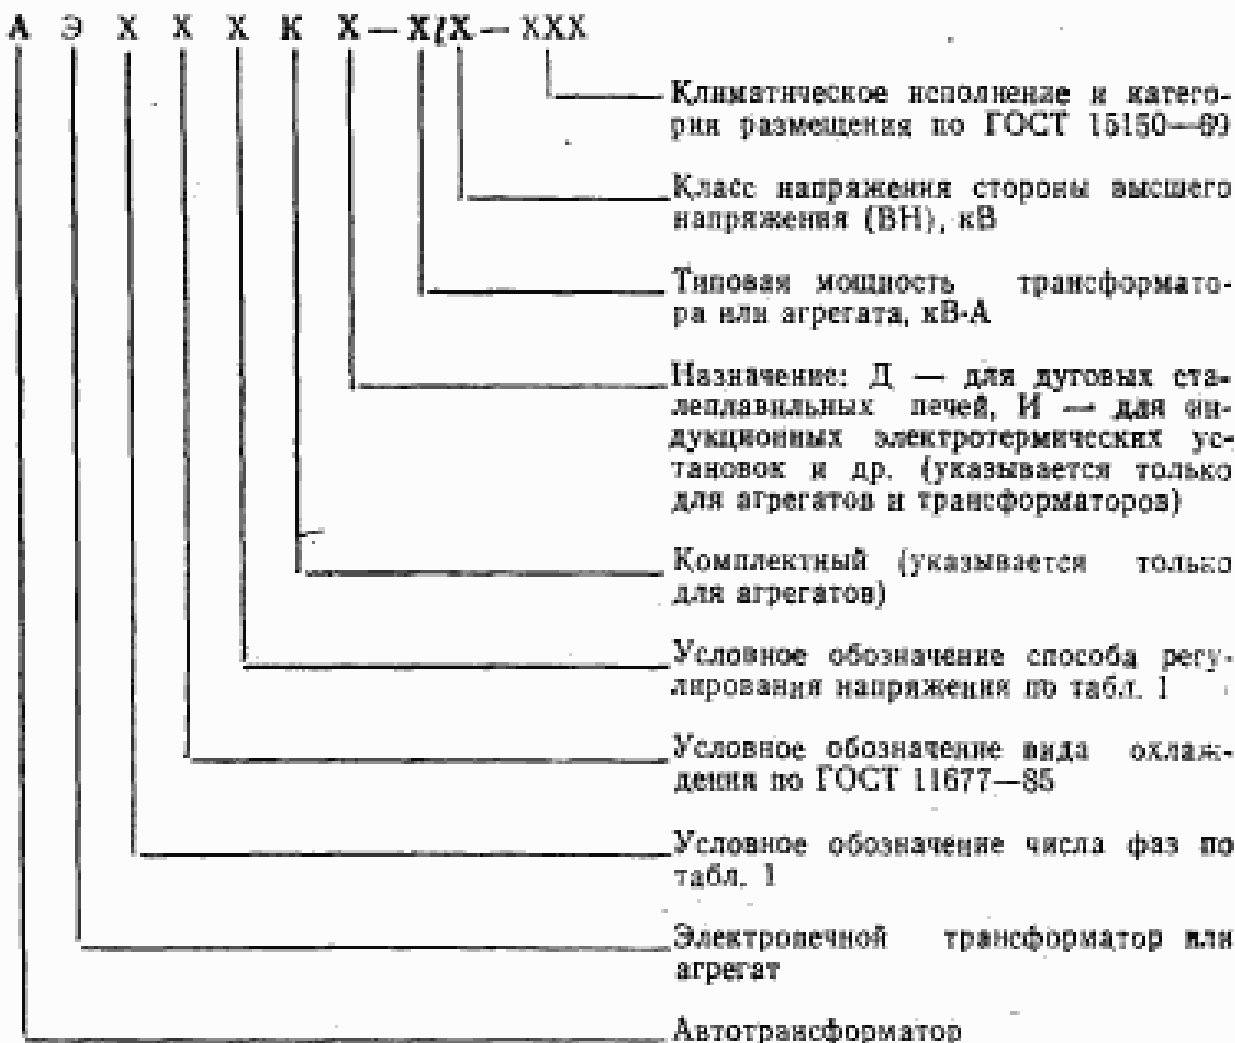 А Э Х Х Х К Х — Х/Х — ХХХ
Климатическое исполнение и катего-
рия размещения по ГОСТ 15150—69
Класс напряжения стороны высшего
напряжения (ВН), кВ
Типовая мощность трансформато-
ра или агрегата, кВ·А
Назначение: Д — для дуговых ста-
леплавильных печей, И — для ин-
дукционных электротермических ус-
тановок и др. (указывается только
для агрегатов и трансформаторов)
Комплектный (указывается только
для агрегатов)
Условное обозначение способа регу-
лирования напряжения по табл. 1
Условное обозначение вида охлаж-
дения по ГОСТ 11677—85
Условное обозначение числа фаз по
табл. 1
Электропечной трансформатор или
агрегат
Автотрансформатор